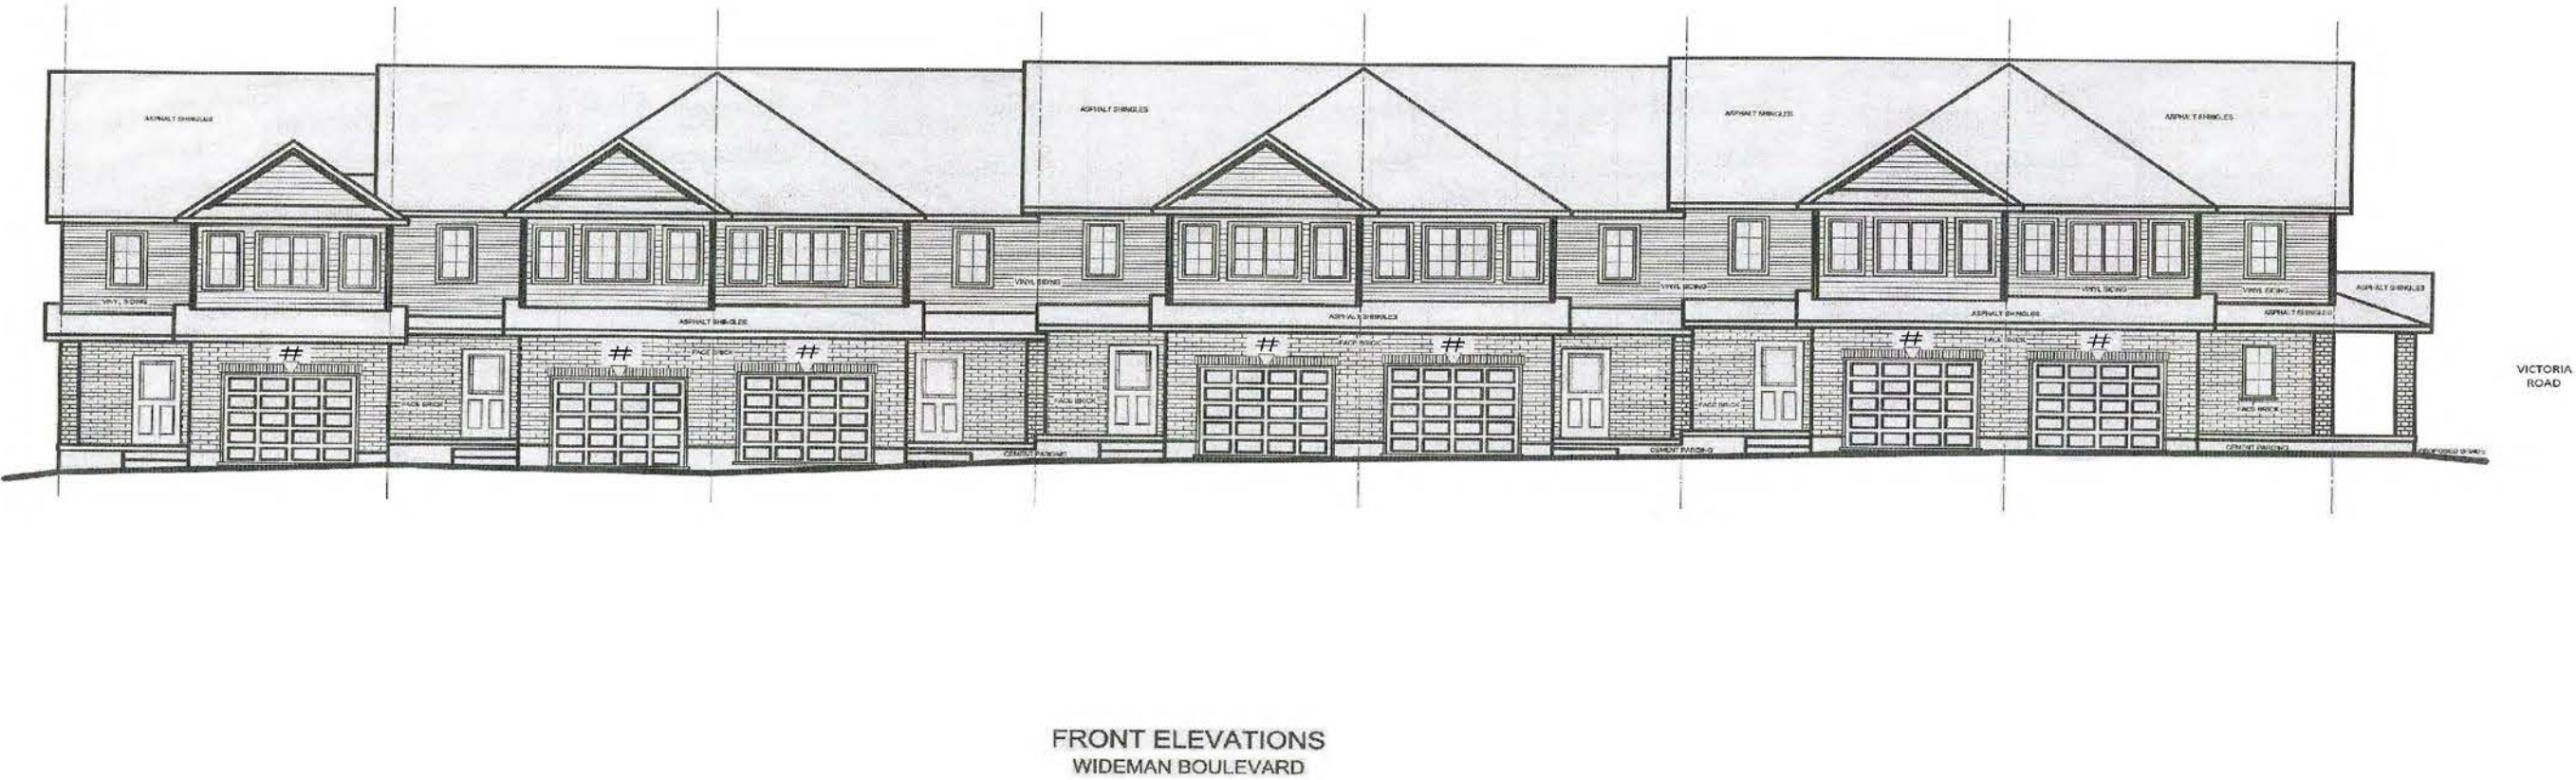 ASPHALT SHINGLES
ASPHALT SHINGLES
ASPHALT SHINGLES
ASPHALT SHINGLES
VINYL SIDING
VINYL SIDING
VINYL SIDING
VINYL SIDING
VINYL SIDING
ASPHALT SHINGLES
ASPHALT SHINGLES
ASPHALT SHINGLES
ASPHALT SHINGLES
ASPHALT SHINGLES
# # # # # # #
FACE BRICK
FACE BRICK
FACE BRICK
FACE BRICK
FACE BRICK
FACE BRICK
FACE BRICK
VICTORIA
ROAD
CEMENT PARGING
CEMENT PARGING
CEMENT PARGING
PROPOSED GRADE
FRONT ELEVATIONS
WIDEMAN BOULEVARD